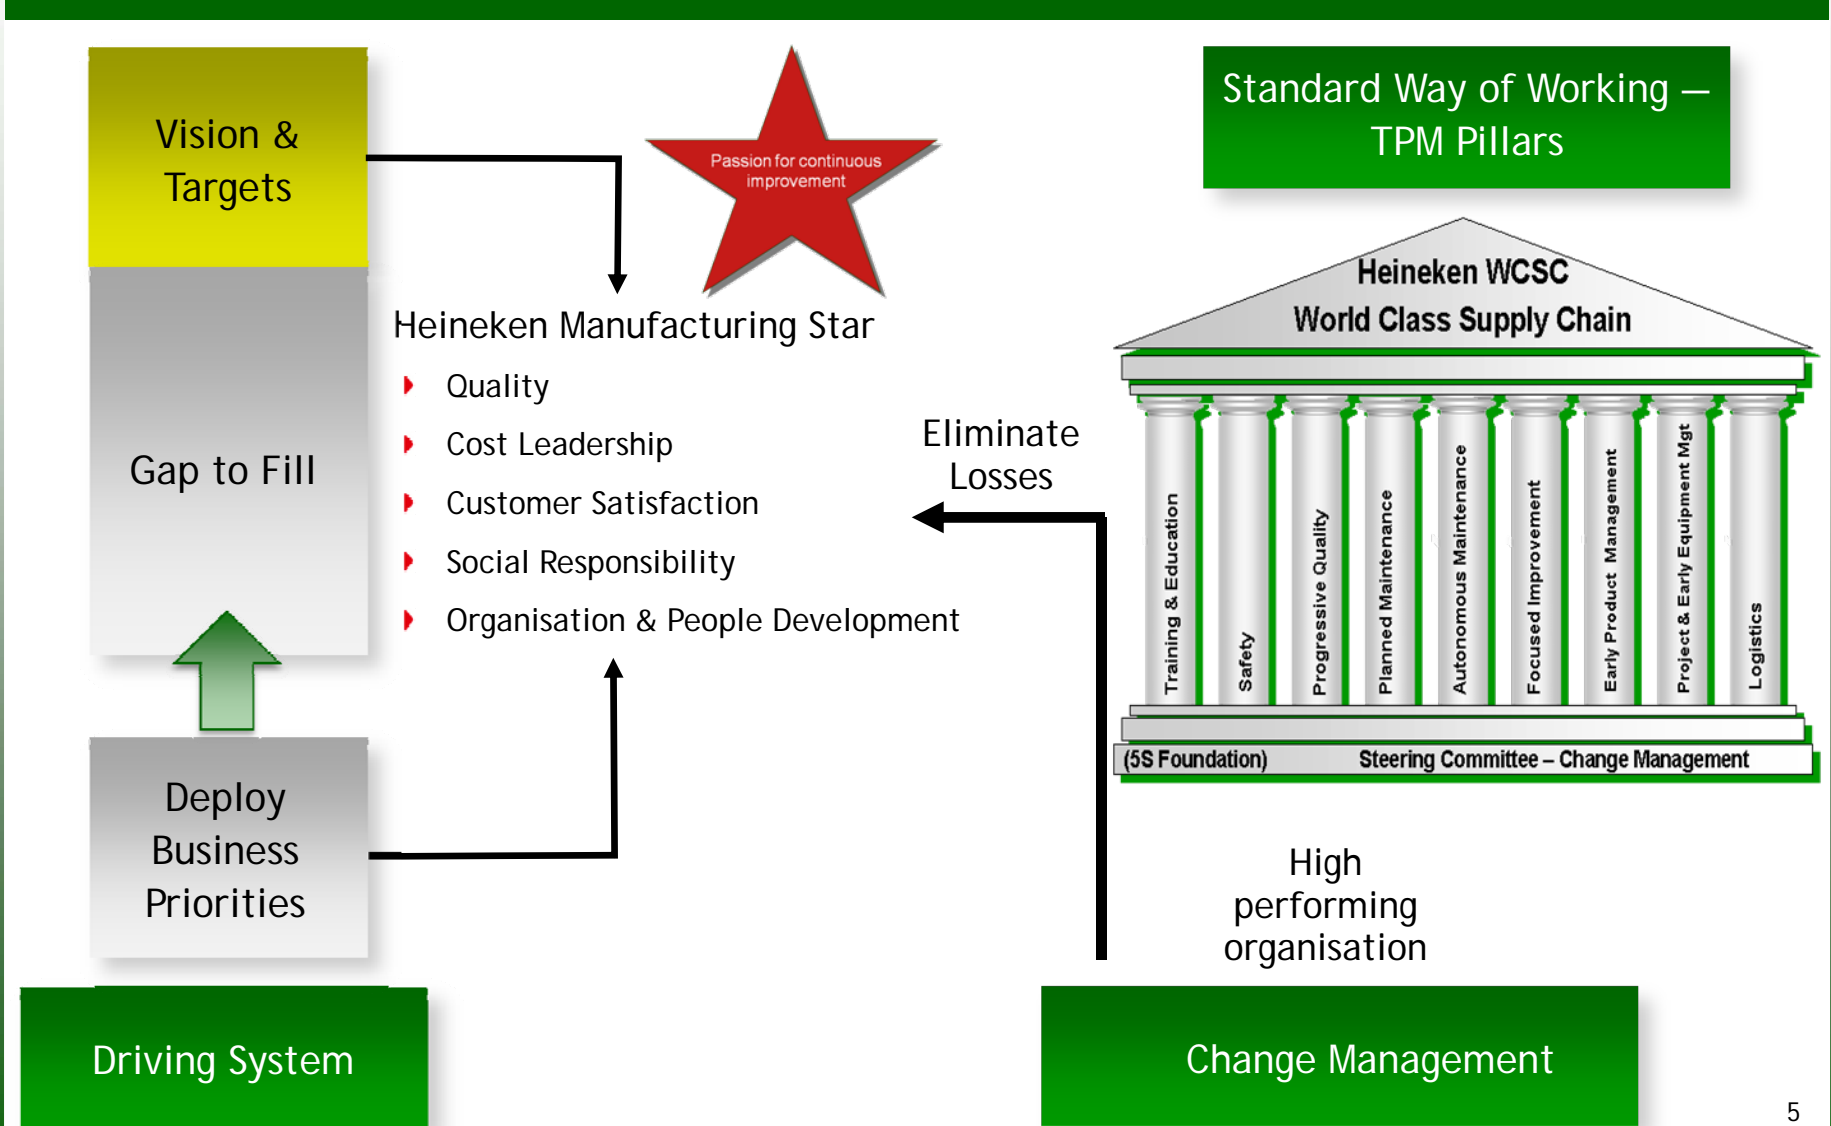 Vision &
Targets
Gap to Fill
Deploy
Business
Priorities
Driving System
Passion for continuous
improvement
Heineken Manufacturing Star
Quality
Cost Leadership
Customer Satisfaction
Social Responsibility
Organisation & People Development
Eliminate
Losses
Standard Way of Working —
TPM Pillars
Heineken WCSC
World Class Supply Chain
Training & Education
Safety
Progressive Quality
Planned Maintenance
Autonomous Maintenance
Focused Improvement
Early Product Management
Project & Early Equipment Mgt
Logistics
(5S Foundation) Steering Committee – Change Management
High
performing
organisation
Change Management
5